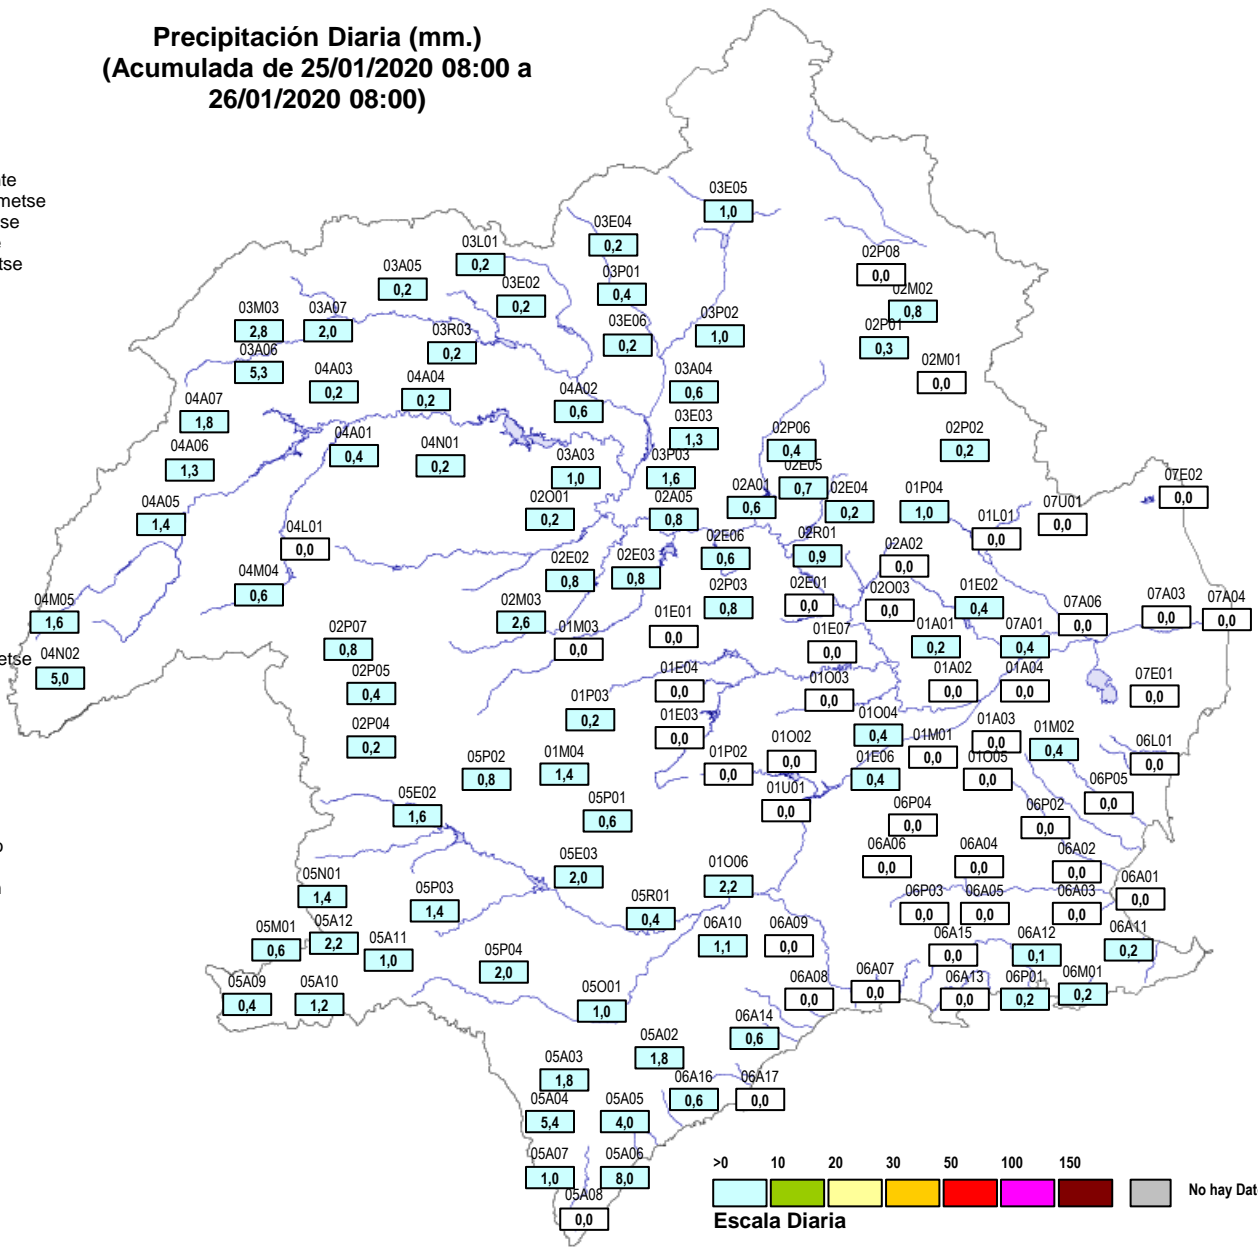 Precipitación Diaria (mm.)
(Acumulada de 25/01/2020 08:00 a
26/01/2020 08:00)
nte
metse
se
tse
03E05
1,0
03E04
0,2
03L01
0,2
02P08
0,0
03A05
0,2
03P01
0,4
03E02
0,2
02M02
0,8
03M03
2,8
03A07
2,0
03P02
1,0
03E06
0,2
02P01
0,3
03R03
0,2
03A06
5,3
02M01
0,0
04A03
0,2
04A04
0,2
03A04
0,6
04A02
0,6
04A07
1,8
03E03
1,3
02P06
0,4
02P02
0,2
04A01
0,4
04N01
0,2
04A06
1,3
03A03
1,0
03P03
1,6
02E05
0,7
07E02
0,0
02A01
0,6
02E04
0,2
01P04
1,0
04A05
1,4
02O01
0,2
02A05
0,8
07U01
0,0
01L01
0,0
04L01
0,0
02E06
0,6
02R01
0,9
02A02
0,0
02E02
0,8
02E03
0,8
04M04
0,6
02E01
0,0
02P03
0,8
02O03
0,0
01E02
0,4
07A03
0,0
07A04
0,0
04M05
1,6
02M03
2,6
07A06
0,0
01E01
0,0
01M03
0,0
01E07
0,0
01A01
0,2
07A01
0,4
02P07
0,8
etse
04N02
5,0
02P05
0,4
01E04
0,0
01O03
0,0
01A02
0,0
01A04
0,0
07E01
0,0
01P03
0,2
01E03
0,0
01O04
0,4
02P04
0,2
01A03
0,0
01M02
0,4
01M01
0,0
01O02
0,0
06L01
0,0
05P02
0,8
01M04
1,4
01P02
0,0
01E06
0,4
01O05
0,0
06P05
0,0
01U01
0,0
05E02
1,6
05P01
0,6
06P04
0,0
06P02
0,0
05E03
2,0
01O06
2,2
06A06
0,0
06A04
0,0
06A02
0,0
05N01
1,4
05P03
1,4
05R01
0,4
06P03
0,0
06A05
0,0
06A03
0,0
06A01
0,0
05M01
0,6
05A12
2,2
05A11
1,0
06A10
1,1
06A09
0,0
06A15
0,0
06A12
0,1
06A11
0,2
05P04
2,0
05A09
0,4
05A10
1,2
05O01
1,0
06A08
0,0
06A07
0,0
06A13
0,0
06P01
0,2
06M01
0,2
06A14
0,6
05A02
1,8
05A03
1,8
06A16
0,6
06A17
0,0
05A04
5,4
05A05
4,0
05A07
1,0
05A06
8,0
05A08
0,0
>0 10 20 30 50 100 150
No hay Dat
Escala Diaria